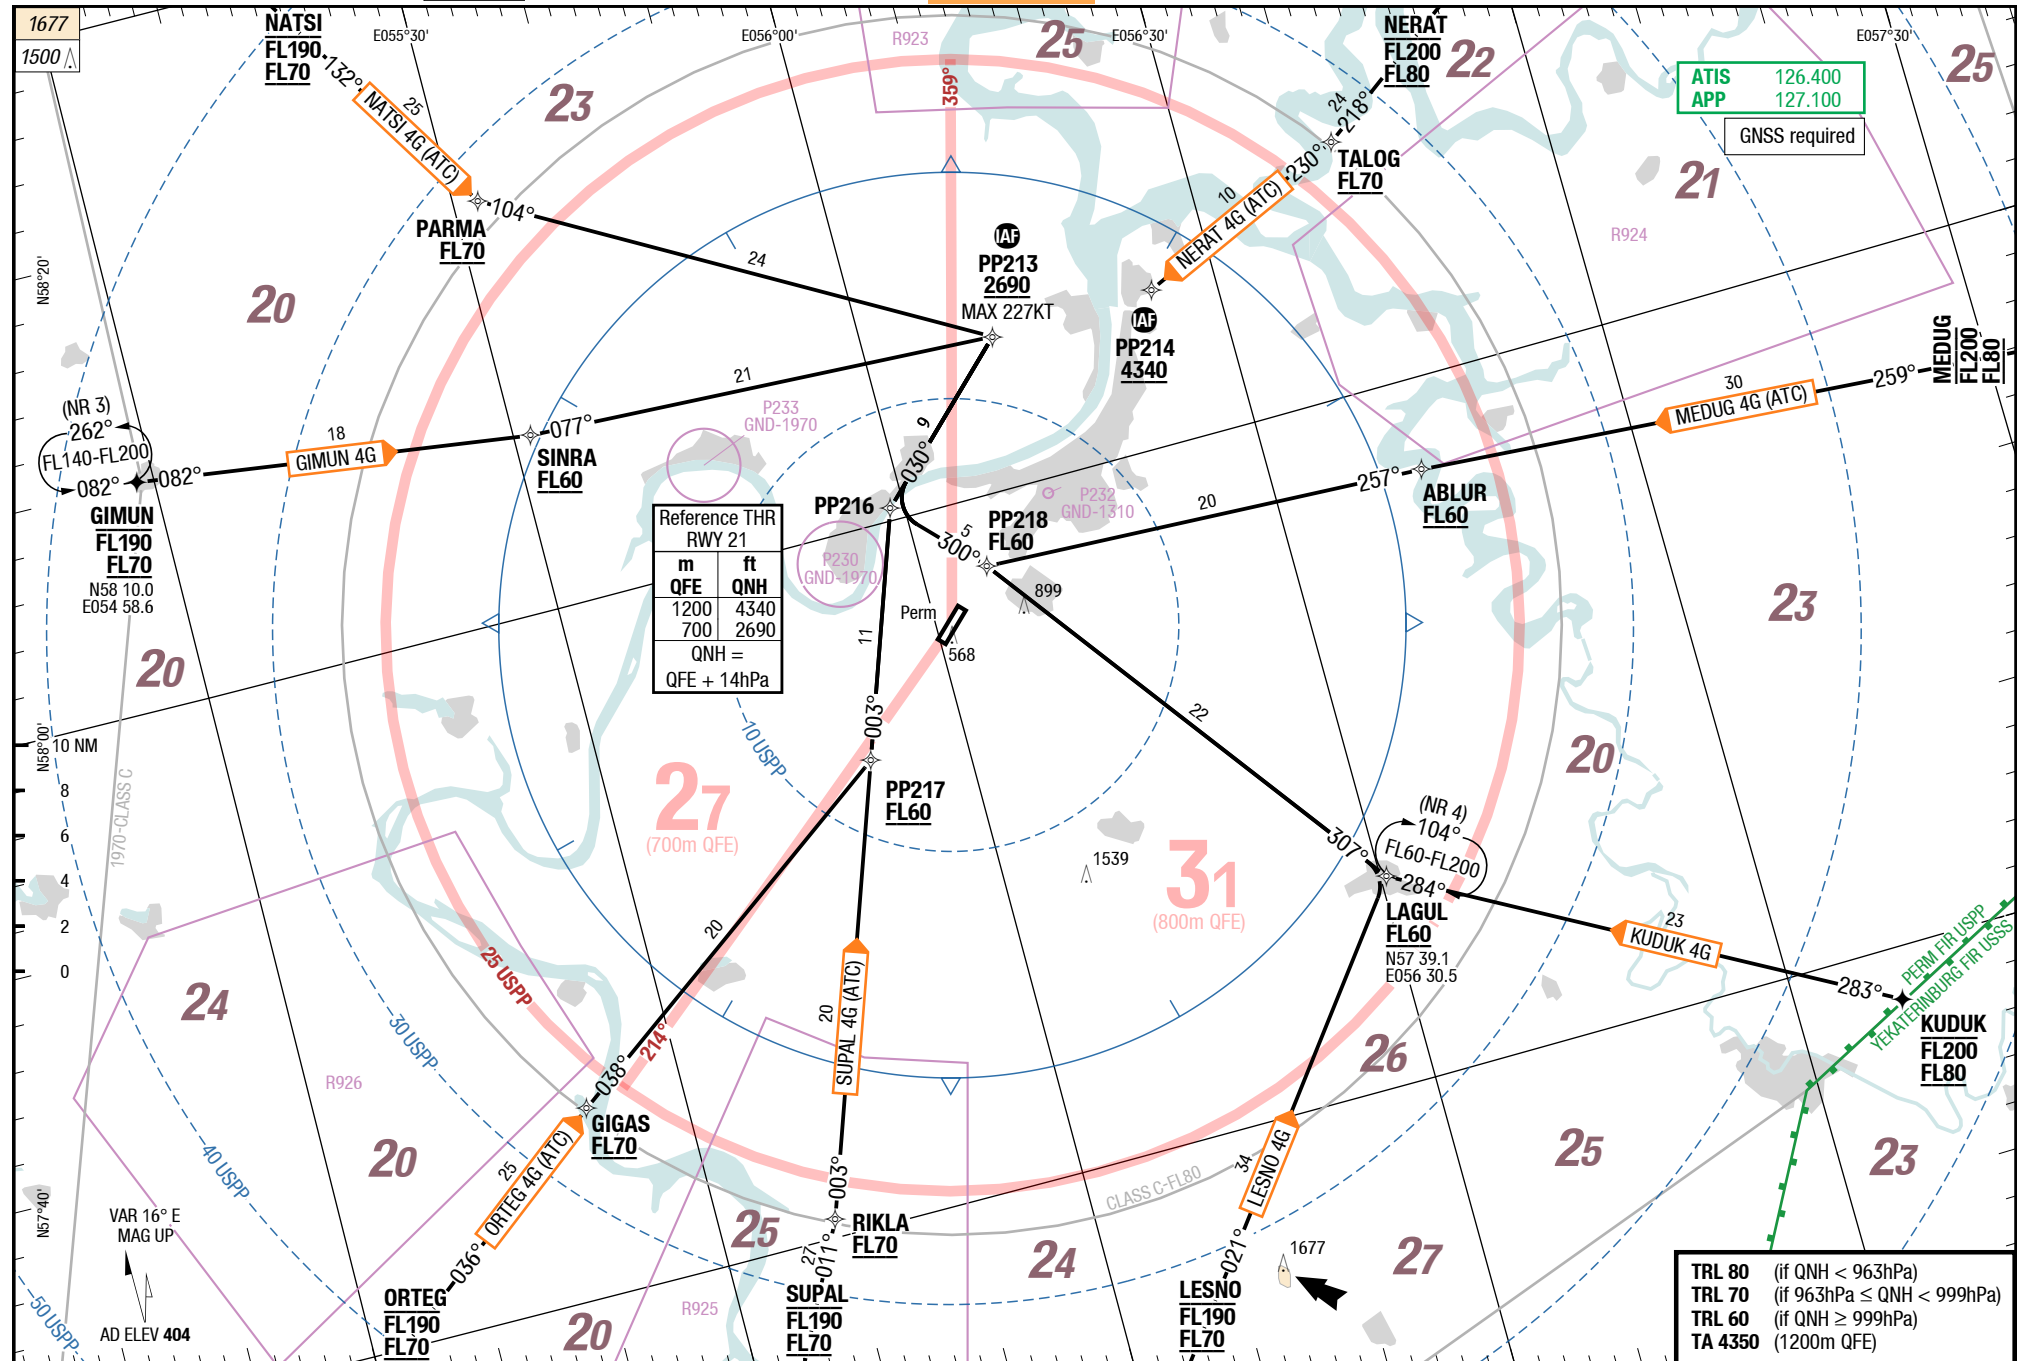 1677
1500
NATSI
FL190
FL70
132°
25
NATSI 4G (ATC)
E055°30'
E056°00'
R923
25
E056°30'
NERAT
FL200
FL80
22
E057°30'
25
ATIS 126.400
APP 127.100
GNSS required
23
359°
24
218°
TALOG
FL70
230°
10
NERAT 4G (ATC)
21
R924
104°
PARMA
FL70
24
IAF
PP213
2690
MAX 227KT
IAF
PP214
4340
N58°20'
20
MEDUG
FL200
FL80
259°
30
MEDUG 4G (ATC)
21
(NR 3)
262°
FL140-FL200
082°
082°
18
GIMUN 4G
077°
SINRA
FL60
P233
GND-1970
9
030°
GIMUN
FL190
FL70
N58 10.0
E054 58.6
PP216
P232
GND-1310
PP218
FL60
5
300°
20
257°
ABLUR
FL60
Reference THR
RWY 21
m ft
QFE QNH
1200 4340
700 2690
QNH =
QFE + 14hPa
P230
GND-1970
899
Perm
568
23
20
11
003°
22
N58°00'
10 NM
8
6
4
2
0
1970-CLASS C
10 USPP
20
27
(700m QFE)
PP217
FL60
1539
31
(800m QFE)
307°
(NR 4)
104°
FL60-FL200
284°
LAGUL
FL60
N57 39.1
E056 30.5
23
KUDUK 4G
283°
PERM FIR USPP
YEKATERINBURG FIR USSS
KUDUK
FL200
FL80
24
25 USPP
20
20
SUPAL 4G (ATC)
30 USPP
214°
038°
R926
GIGAS
FL70
26
20
40 USPP
25
ORTEG 4G (ATC)
036°
34
LESNO 4G
CLASS C-FL80
25
23
N57°40'
VAR 16° E
MAG UP
AD ELEV 404
50 USPP
ORTEG
FL190
FL70
003°
RIKLA
FL70
25
27
011°
SUPAL
FL190
FL70
24
021°
LESNO
FL190
FL70
1677
27
R925
20
TRL 80 (if QNH < 963hPa)
TRL 70 (if 963hPa ≤ QNH < 999hPa)
TRL 60 (if QNH ≥ 999hPa)
TA 4350 (1200m QFE)